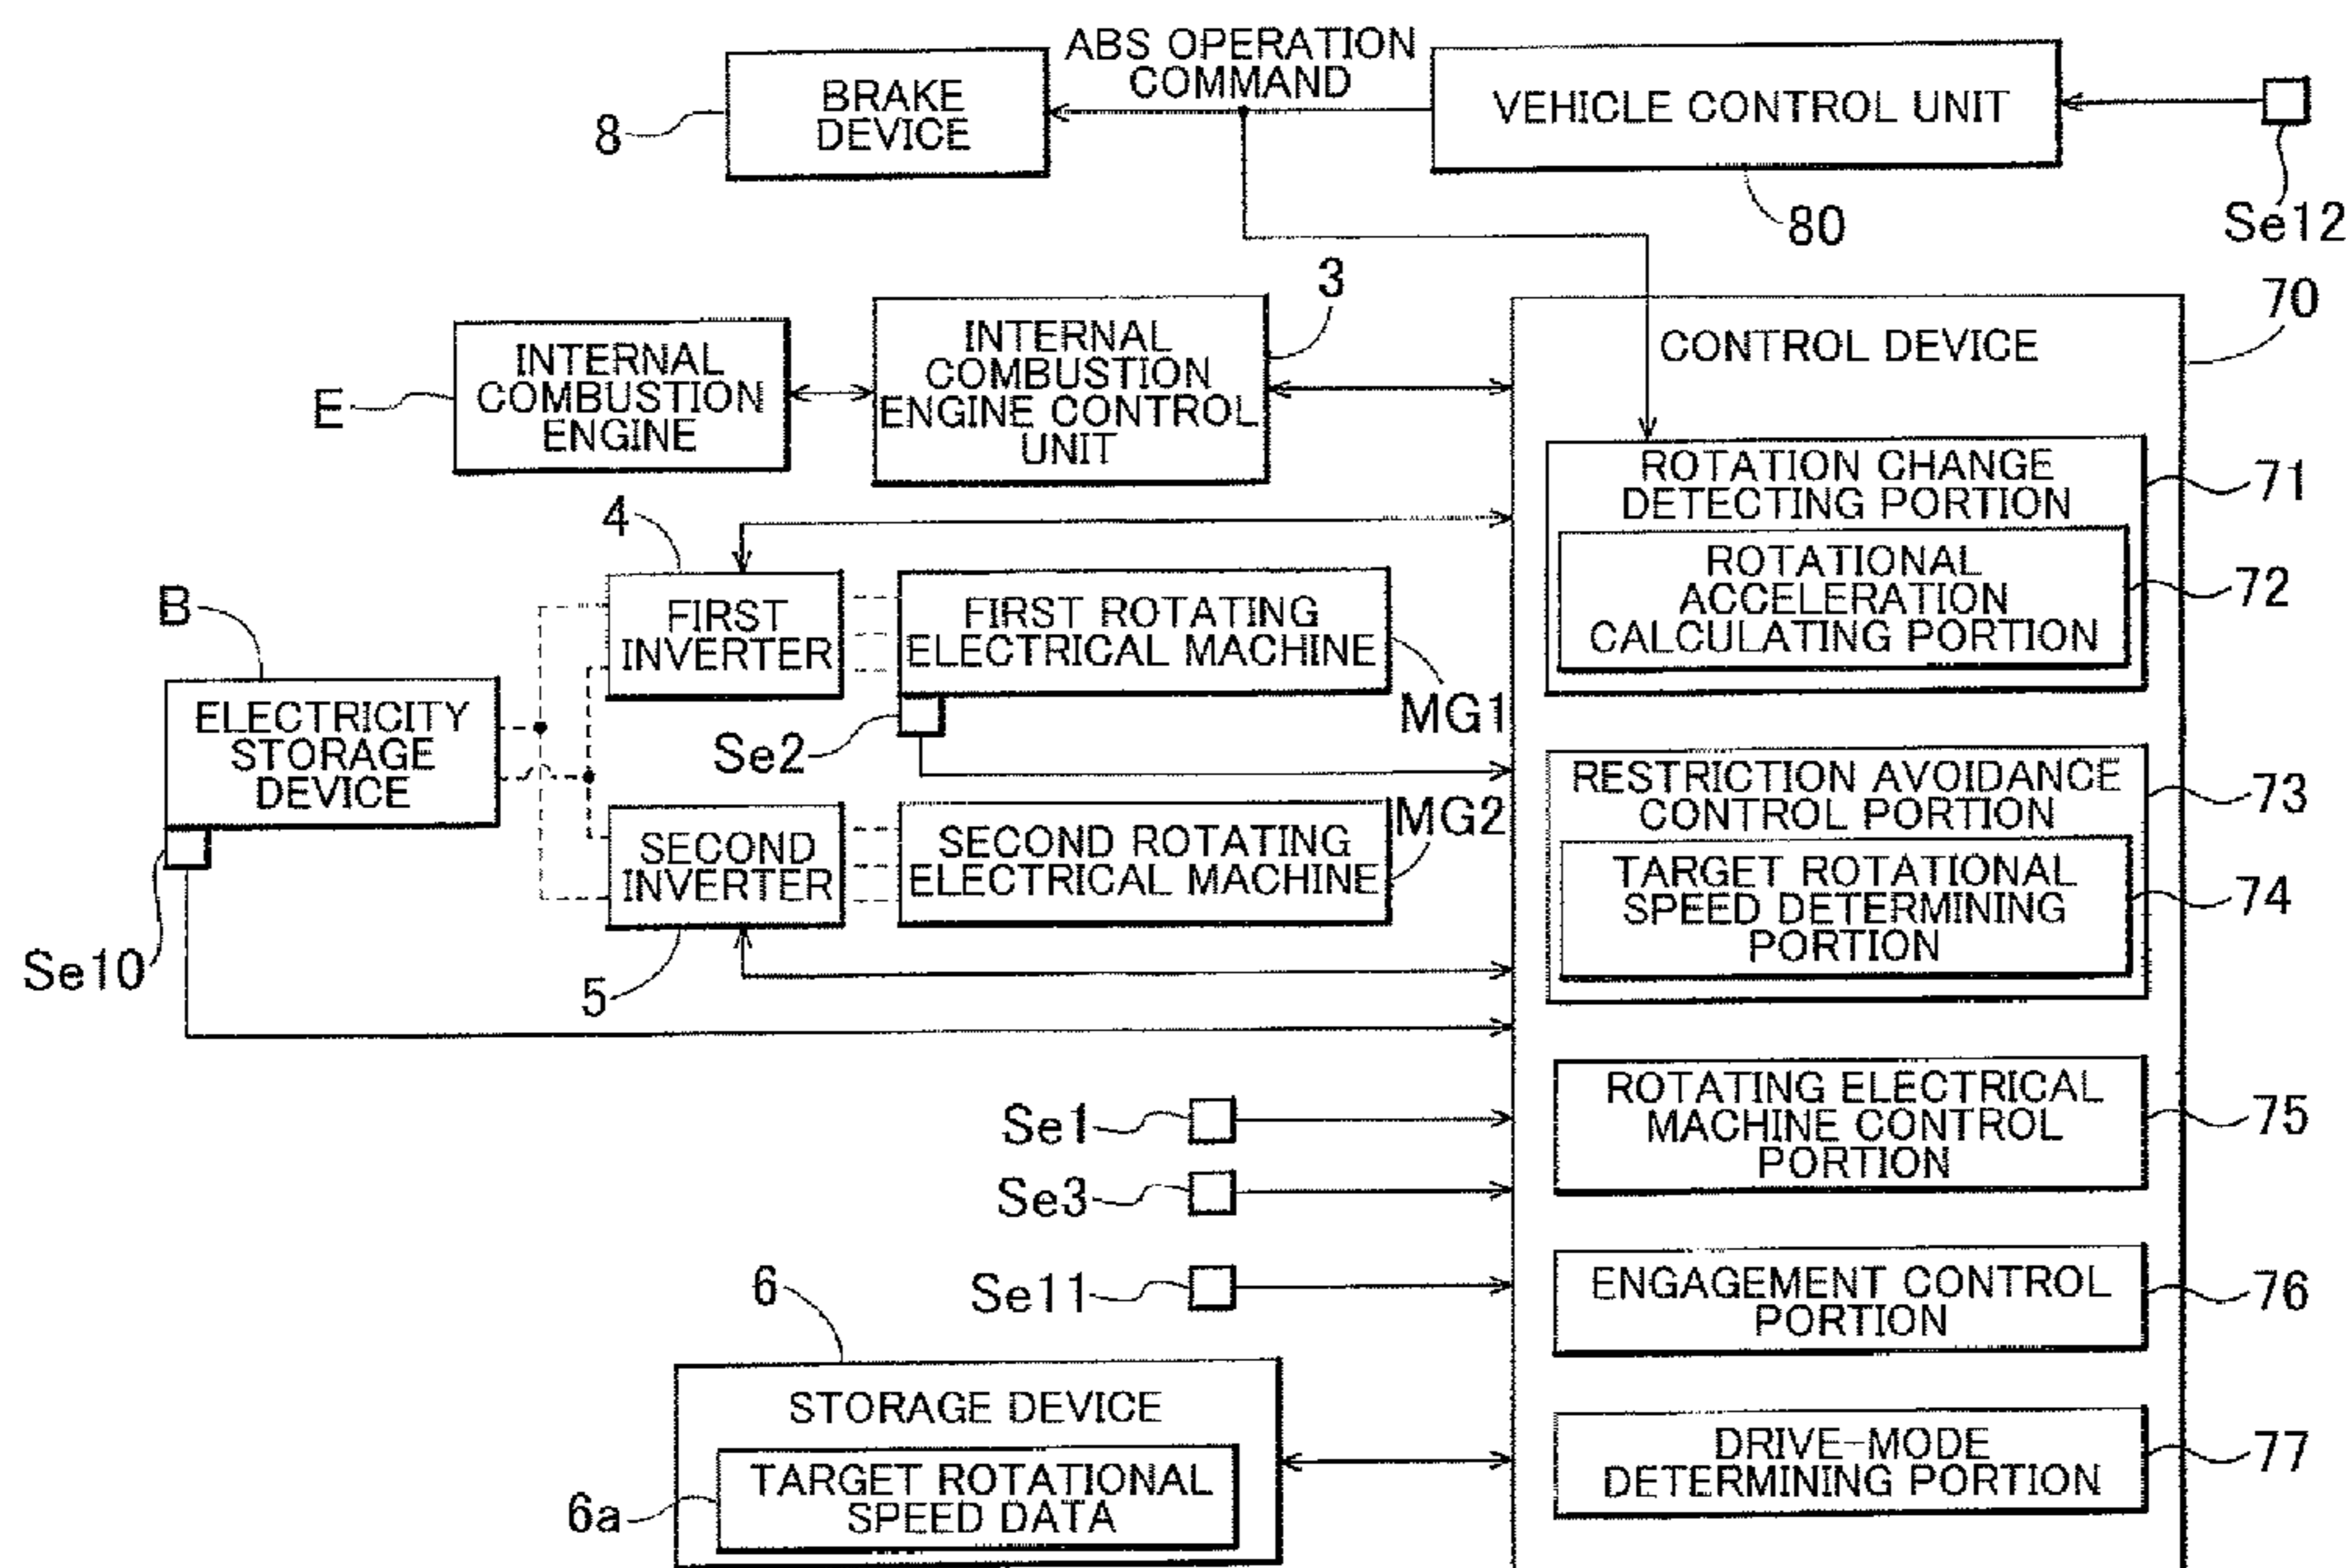 ABS OPERATION
COMMAND
BRAKE
DEVICE
8
VEHICLE CONTROL UNIT
80
Se12
INTERNAL
COMBUSTION
ENGINE
E
INTERNAL
COMBUSTION
ENGINE CONTROL
UNIT
3
CONTROL DEVICE
70
ROTATION CHANGE
DETECTING PORTION
71
ROTATIONAL
ACCELERATION
CALCULATING PORTION
72
4
FIRST
INVERTER
FIRST ROTATING
ELECTRICAL MACHINE
MG1
Se2
B
ELECTRICITY
STORAGE
DEVICE
Se10
SECOND
INVERTER
5
SECOND ROTATING
ELECTRICAL MACHINE
MG2
RESTRICTION AVOIDANCE
CONTROL PORTION
73
TARGET ROTATIONAL
SPEED DETERMINING
PORTION
74
Se1
Se3
Se11
ROTATING ELECTRICAL
MACHINE CONTROL
PORTION
75
ENGAGEMENT CONTROL
PORTION
76
6
STORAGE DEVICE
TARGET ROTATIONAL
SPEED DATA
6a
DRIVE-MODE
DETERMINING PORTION
77